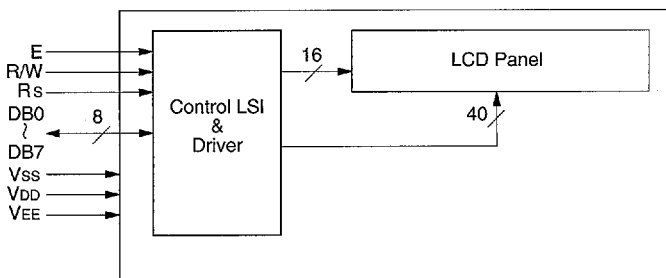 E
R/W
Rs
DB0
~
DB7
VSS
VDD
VEE
8
Control LSI
&
Driver
16
40
LCD Panel